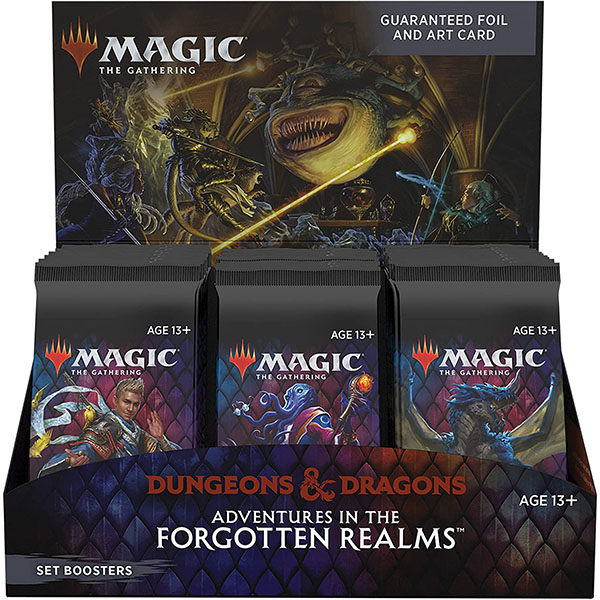 MAGIC
THE GATHERING
GUARANTEED FOIL
AND ART CARD
AGE 13+
MAGIC
THE GATHERING
AGE 13+
MAGIC
THE GATHERING
AGE 13+
MAGIC
THE GATHERING
DUNGEONS & DRAGONS
ADVENTURES IN THE
FORGOTTEN REALMS™
AGE 13+
SET BOOSTERS